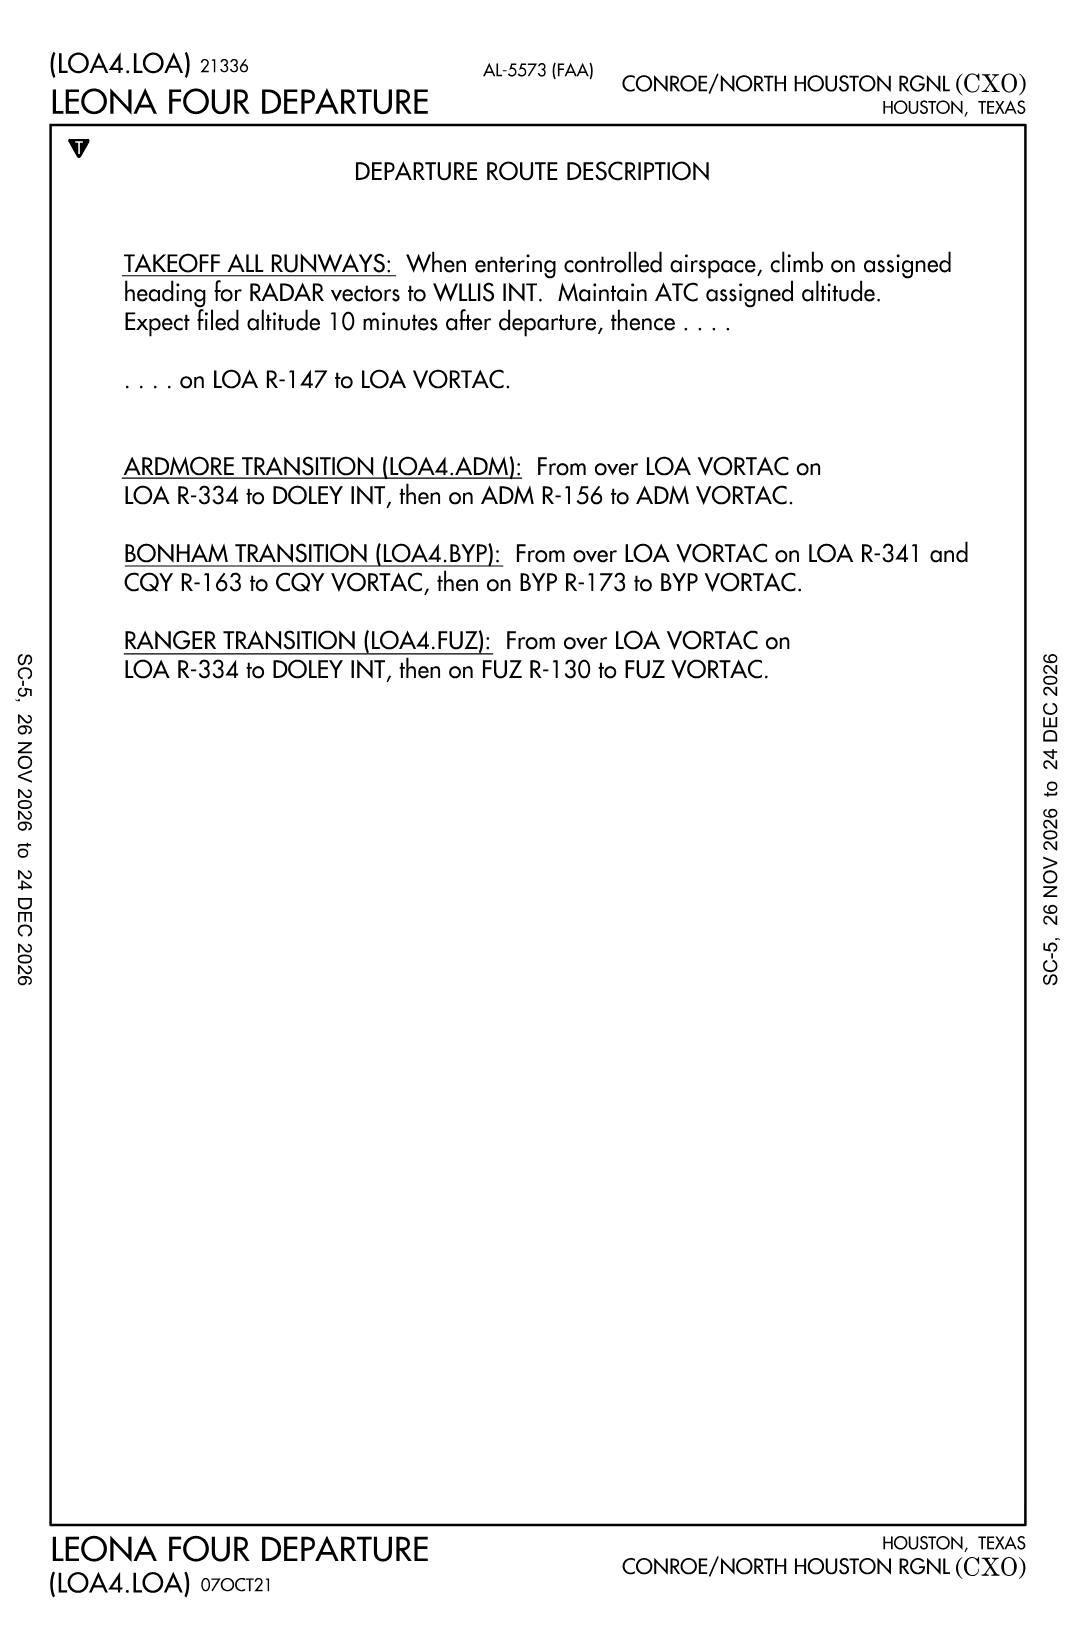 (LOA4.LOA) 21336
AL-5573 (FAA)
CONROE/NORTH HOUSTON RGNL (CXO)
LEONA FOUR DEPARTURE
HOUSTON, TEXAS
T
DEPARTURE ROUTE DESCRIPTION
TAKEOFF ALL RUNWAYS: When entering controlled airspace, climb on assigned
heading for RADAR vectors to WLLIS INT. Maintain ATC assigned altitude.
Expect filed altitude 10 minutes after departure, thence . . . .
. . . . on LOA R-147 to LOA VORTAC.
ARDMORE TRANSITION (LOA4.ADM): From over LOA VORTAC on
LOA R-334 to DOLEY INT, then on ADM R-156 to ADM VORTAC.
BONHAM TRANSITION (LOA4.BYP): From over LOA VORTAC on LOA R-341 and
CQY R-163 to CQY VORTAC, then on BYP R-173 to BYP VORTAC.
RANGER TRANSITION (LOA4.FUZ): From over LOA VORTAC on
LOA R-334 to DOLEY INT, then on FUZ R-130 to FUZ VORTAC.
SC-5, 26 NOV 2026 to 24 DEC 2026
SC-5, 26 NOV 2026 to 24 DEC 2026
LEONA FOUR DEPARTURE
HOUSTON, TEXAS
CONROE/NORTH HOUSTON RGNL (CXO)
(LOA4.LOA) 07OCT21